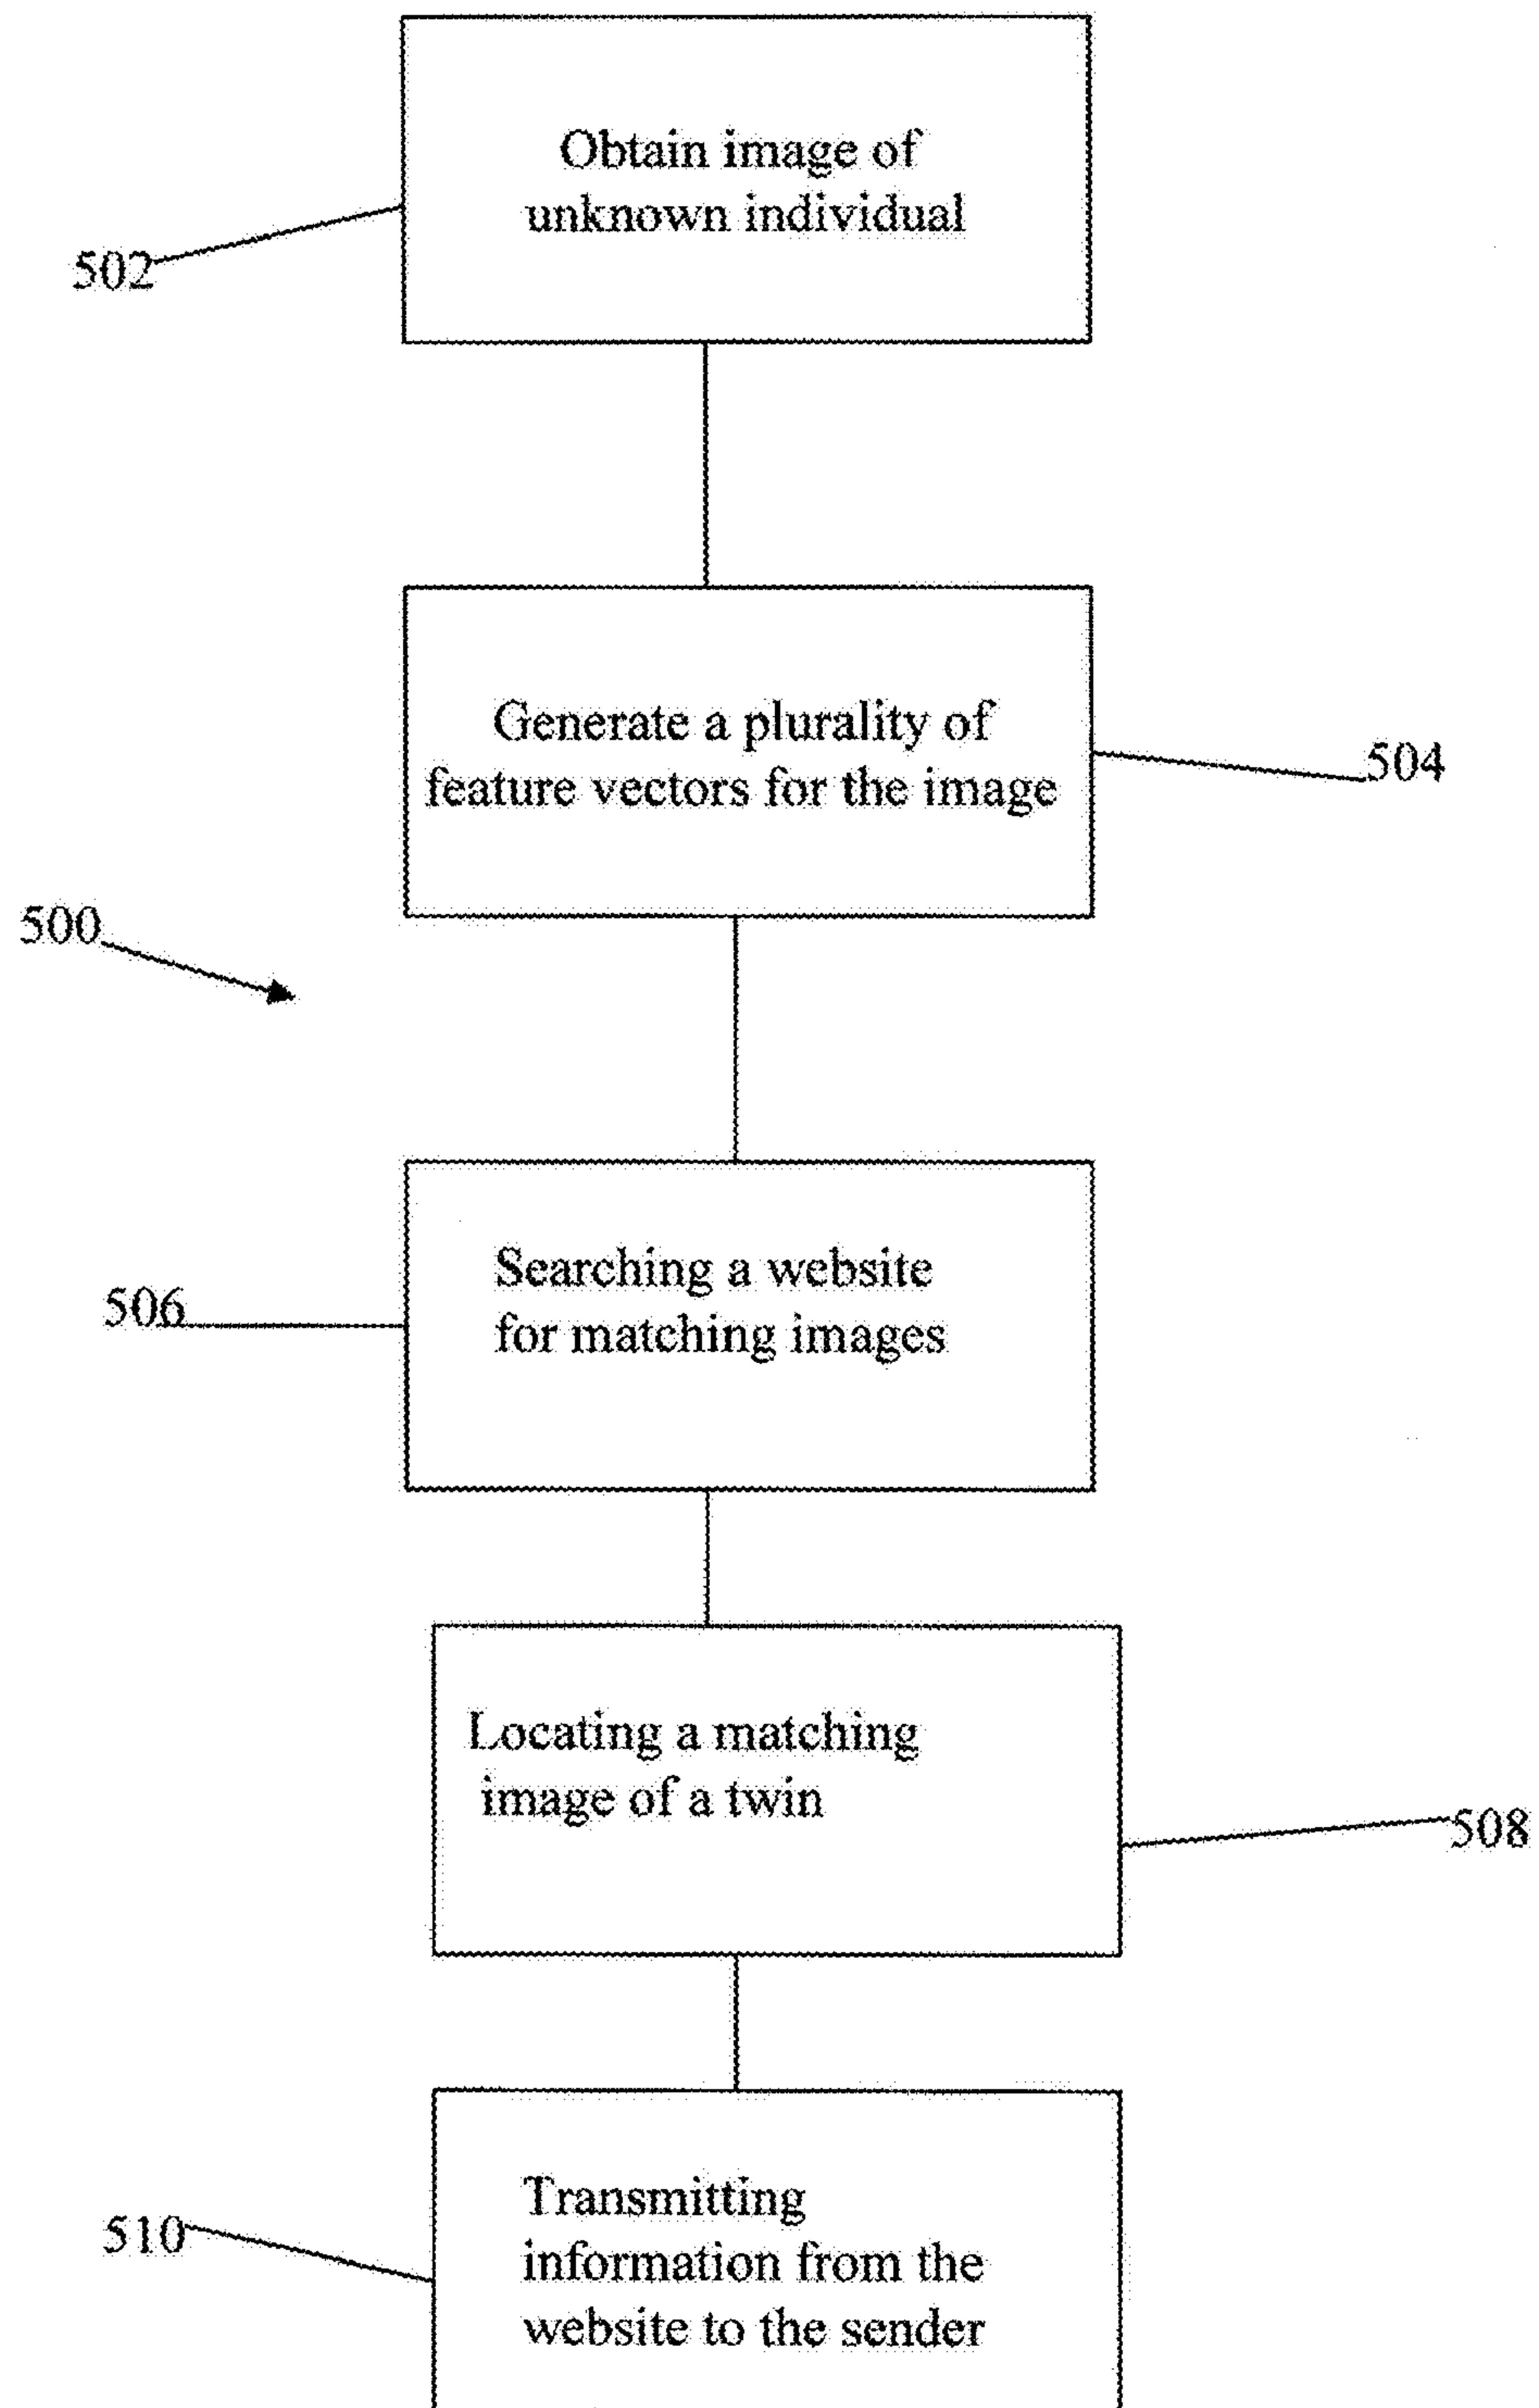 Obtain image of
unknown individual
502
Generate a plurality of
feature vectors for the image
504
500
Searching a website
for matching images
506
Locating a matching
image of a twin
508
Transmitting
information from the
website to the sender
510